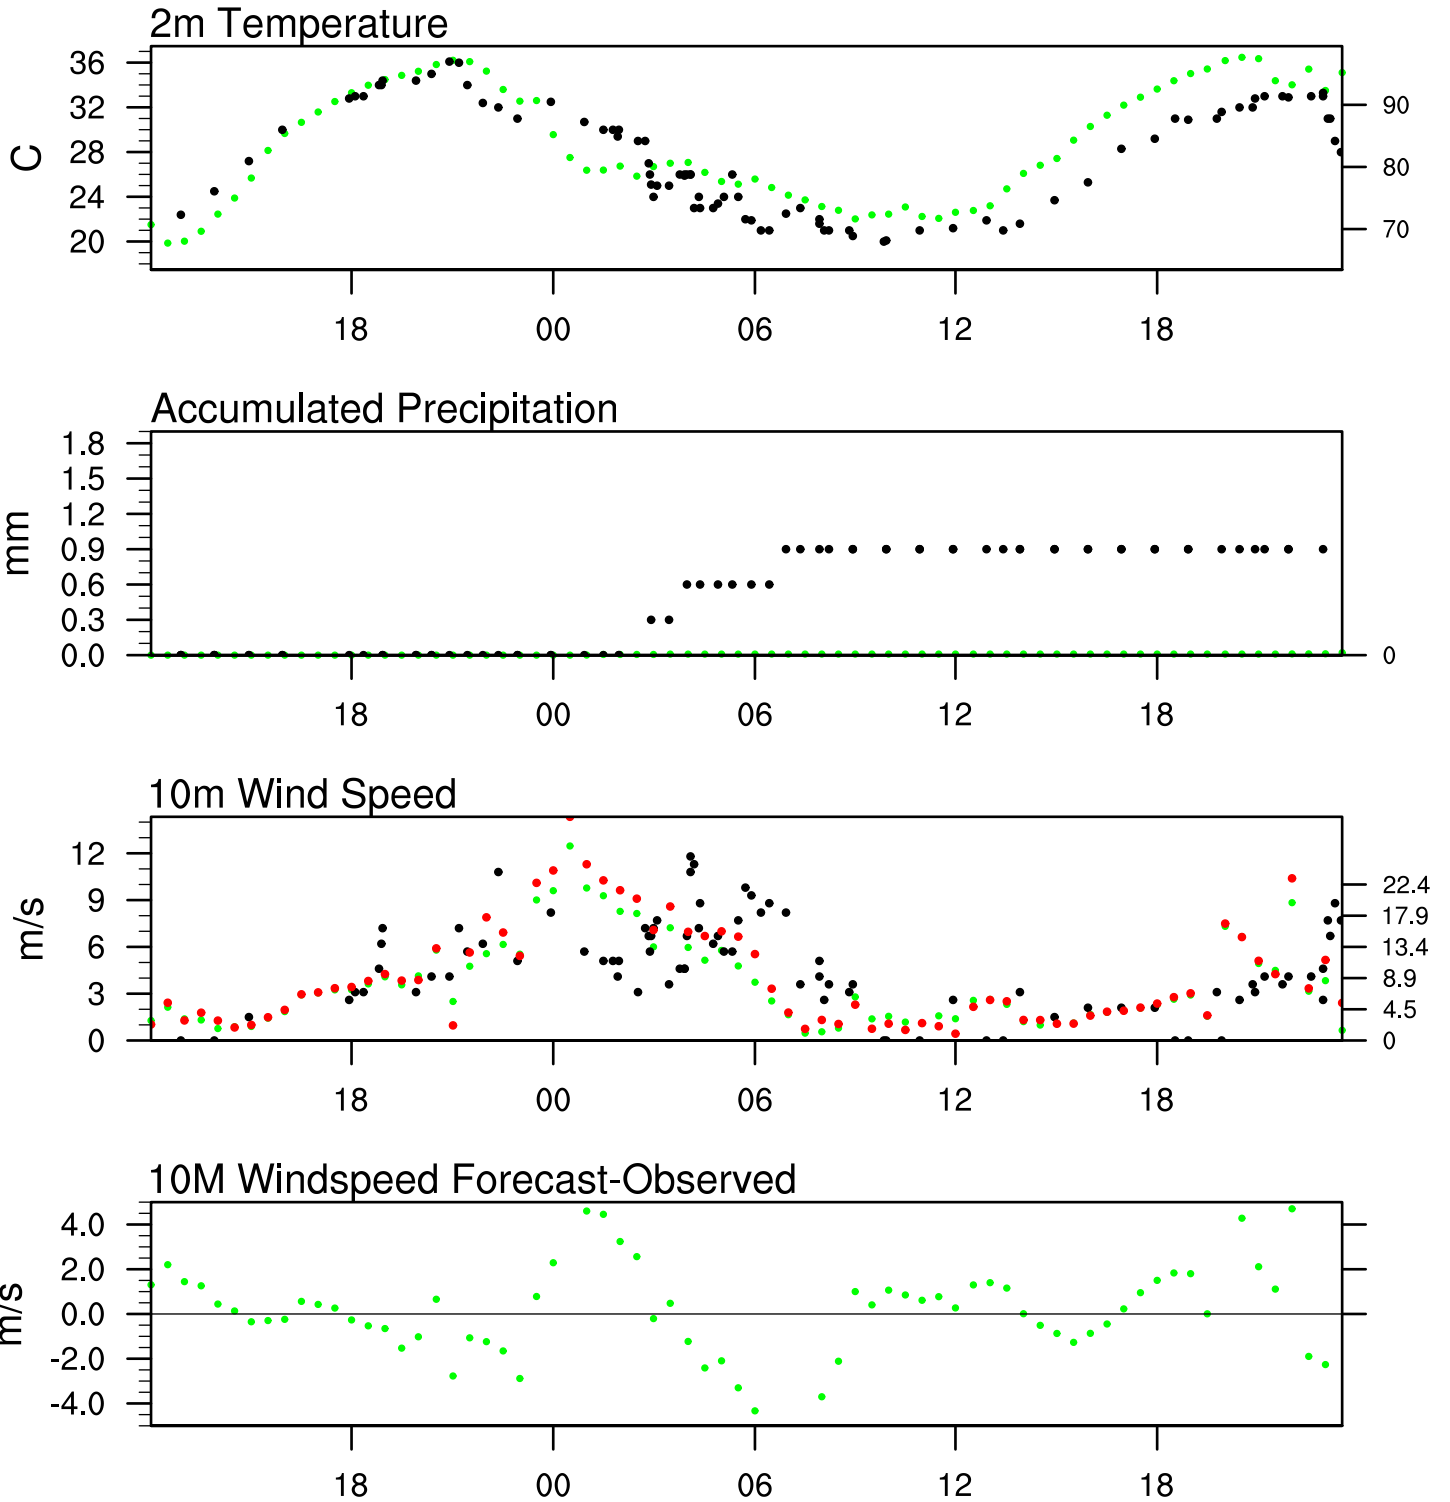 2m Temperature
36
32
28
24
20
C
90
80
70
18 00 06 12 18
Accumulated Precipitation
1.8
1.5
1.2
0.9
0.6
0.3
0.0
mm
0
18 00 06 12 18
10m Wind Speed
12
9
6
3
0
m/s
22.4
17.9
13.4
8.9
4.5
0
18 00 06 12 18
10M Windspeed Forecast-Observed
4.0
2.0
0.0
-2.0
-4.0
m/s
18 00 06 12 18